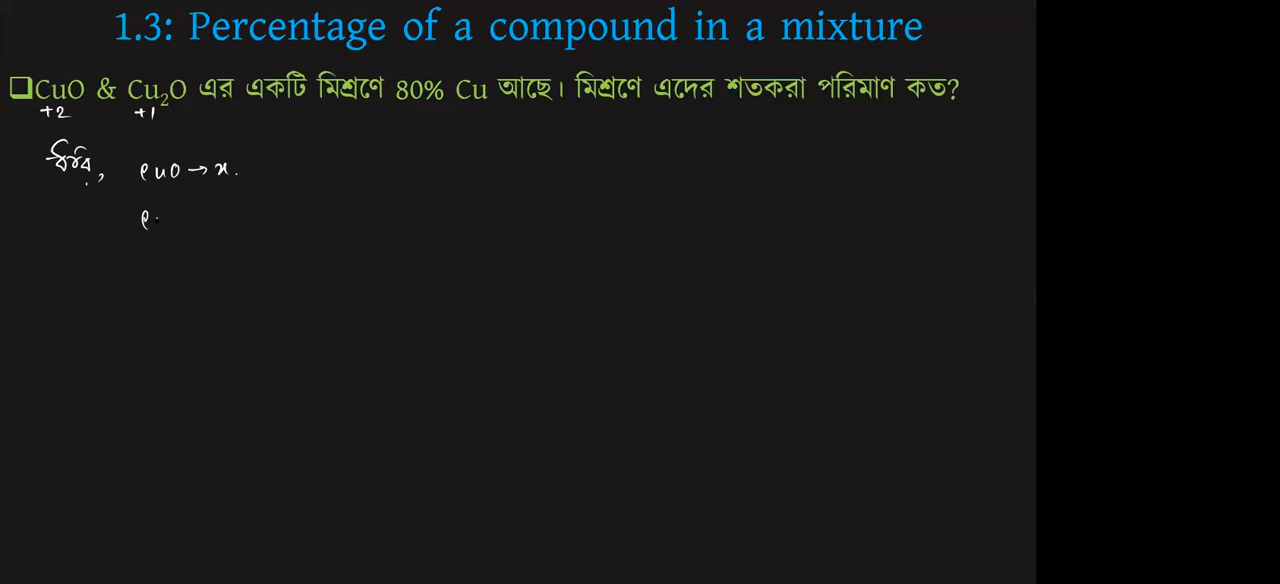 1.3: Percentage of a compound in a mixture
❑CuO & Cu₂O এর একটি মিশ্রণে 80% Cu আছে। মিশ্রণে এদের শতকরা পরিমাণ কত?
+2 +1
ধরি, CuO → x.
C